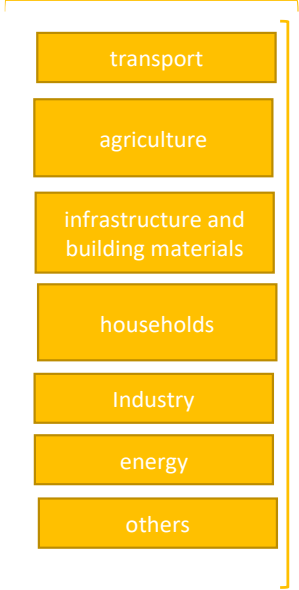 transport
agriculture
infrastructure and
building materials
households
Industry
energy
others